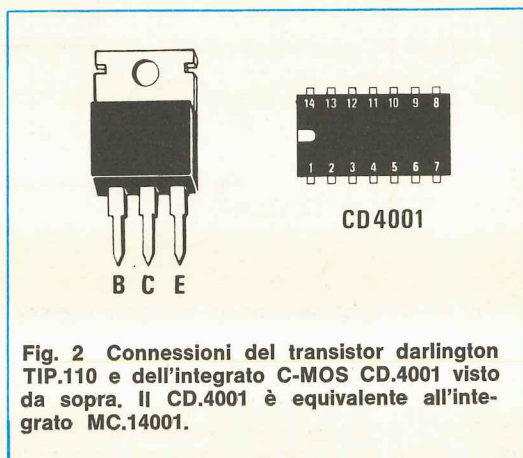 14 13 12 11 10 9 8
1 2 3 4 5 6 7
CD4001
B C E
Fig. 2 Connessioni del transistor darlington
TIP.110 e dell'integrato C-MOS CD.4001 visto
da sopra. Il CD.4001 è equivalente all'inte-
grato MC.14001.